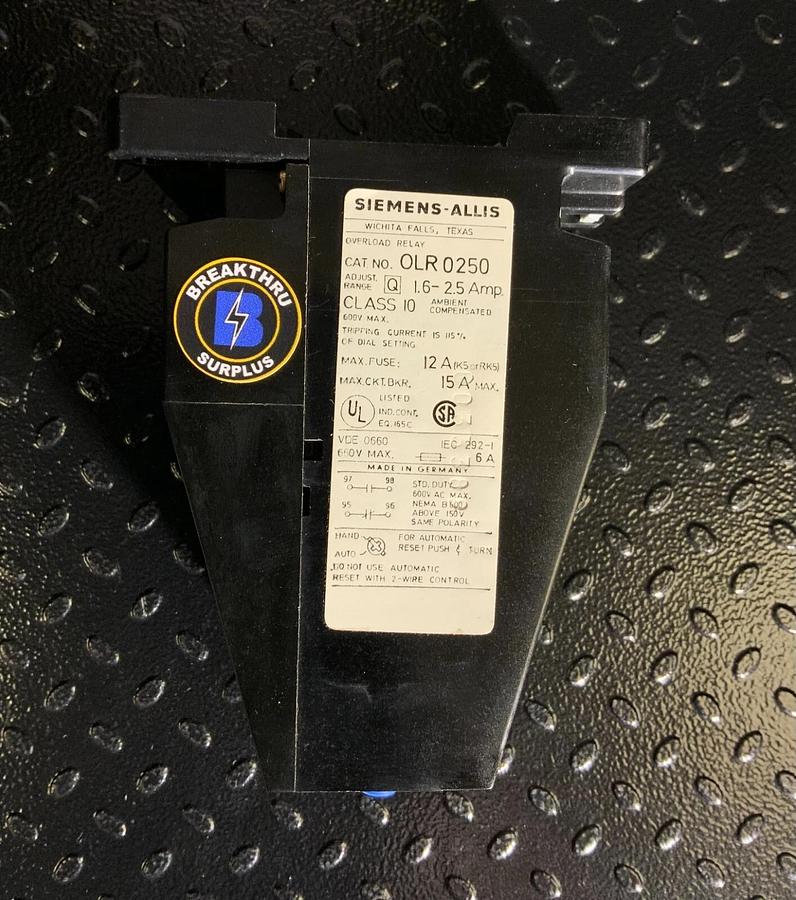 BREAKTHRU
B
SURPLUS
SIEMENS-ALLIS
WICHITA FALLS, TEXAS
OVERLOAD RELAY
CAT. NO. OLR 0250
ADJUST. RANGE Q 1.6-2.5 Amp.
CLASS 10 AMBIENT COMPENSATED
600V MAX.
TRIPPING CURRENT IS 115%
OF DIAL SETTING
MAX. FUSE: 12 A (K5 or RK5)
MAX. CKT. BKR. 15 A MAX.
UL LISTED
IND. CONT.
EQ. 165C
SA
VDE 0660 IEC 292-1
660V MAX. 6 A
MADE IN GERMANY
97 98
95 96
STD. DUTY
600V AC MAX.
NEMA B600
ABOVE 150V
SAME POLARITY
HAND
AUTO
FOR AUTOMATIC
RESET PUSH & TURN
DO NOT USE AUTOMATIC
RESET WITH 2-WIRE CONTROL